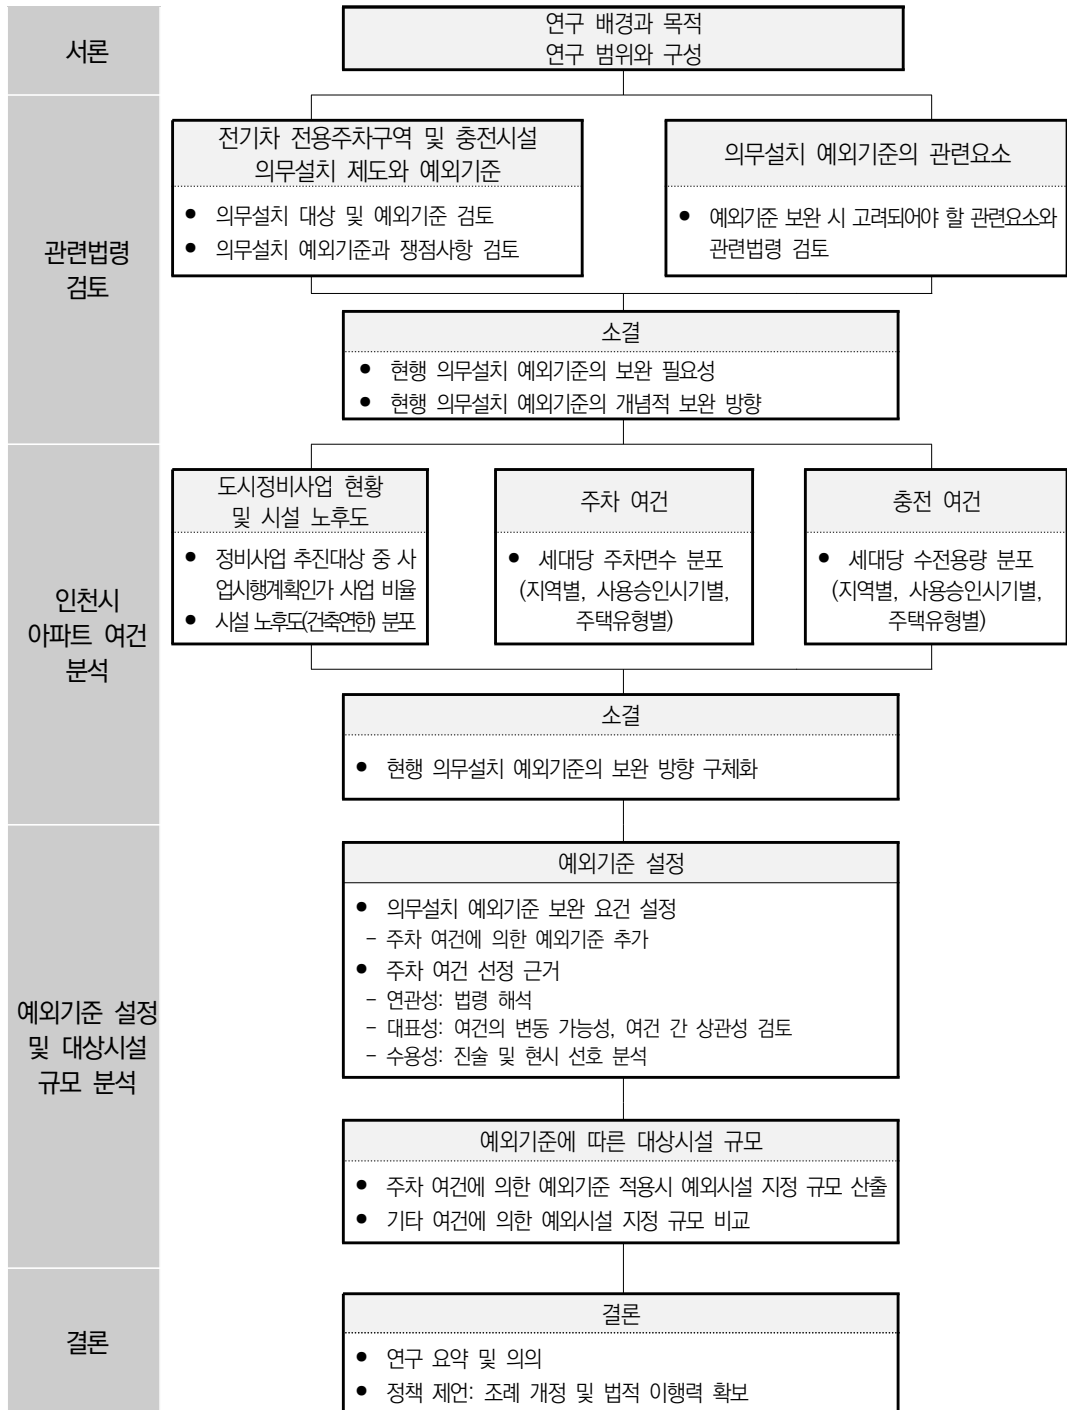 서론
연구 배경과 목적
연구 범위와 구성
관련법령
검토
전기차 전용주차구역 및 충전시설
의무설치 제도와 예외기준
● 의무설치 대상 및 예외기준 검토
● 의무설치 예외기준과 쟁점사항 검토
의무설치 예외기준의 관련요소
● 예외기준 보완 시 고려되어야 할 관련요소와
관련법령 검토
소결
● 현행 의무설치 예외기준의 보완 필요성
● 현행 의무설치 예외기준의 개념적 보완 방향
인천시
아파트 여건
분석
도시정비사업 현황
및 시설 노후도
● 정비사업 추진대상 중 사
업시행계획인가 사업 비율
● 시설 노후도(건축연한) 분포
주차 여건
● 세대당 주차면수 분포
(지역별, 사용승인시기별,
주택유형별)
충전 여건
● 세대당 수전용량 분포
(지역별, 사용승인시기별,
주택유형별)
소결
● 현행 의무설치 예외기준의 보완 방향 구체화
예외기준 설정
및 대상시설
규모 분석
예외기준 설정
● 의무설치 예외기준 보완 요건 설정
- 주차 여건에 의한 예외기준 추가
● 주차 여건 선정 근거
- 연관성: 법령 해석
- 대표성: 여건의 변동 가능성, 여건 간 상관성 검토
- 수용성: 진술 및 현시 선호 분석
예외기준에 따른 대상시설 규모
● 주차 여건에 의한 예외기준 적용시 예외시설 지정 규모 산출
● 기타 여건에 의한 예외시설 지정 규모 비교
결론
결론
● 연구 요약 및 의의
● 정책 제언: 조례 개정 및 법적 이행력 확보